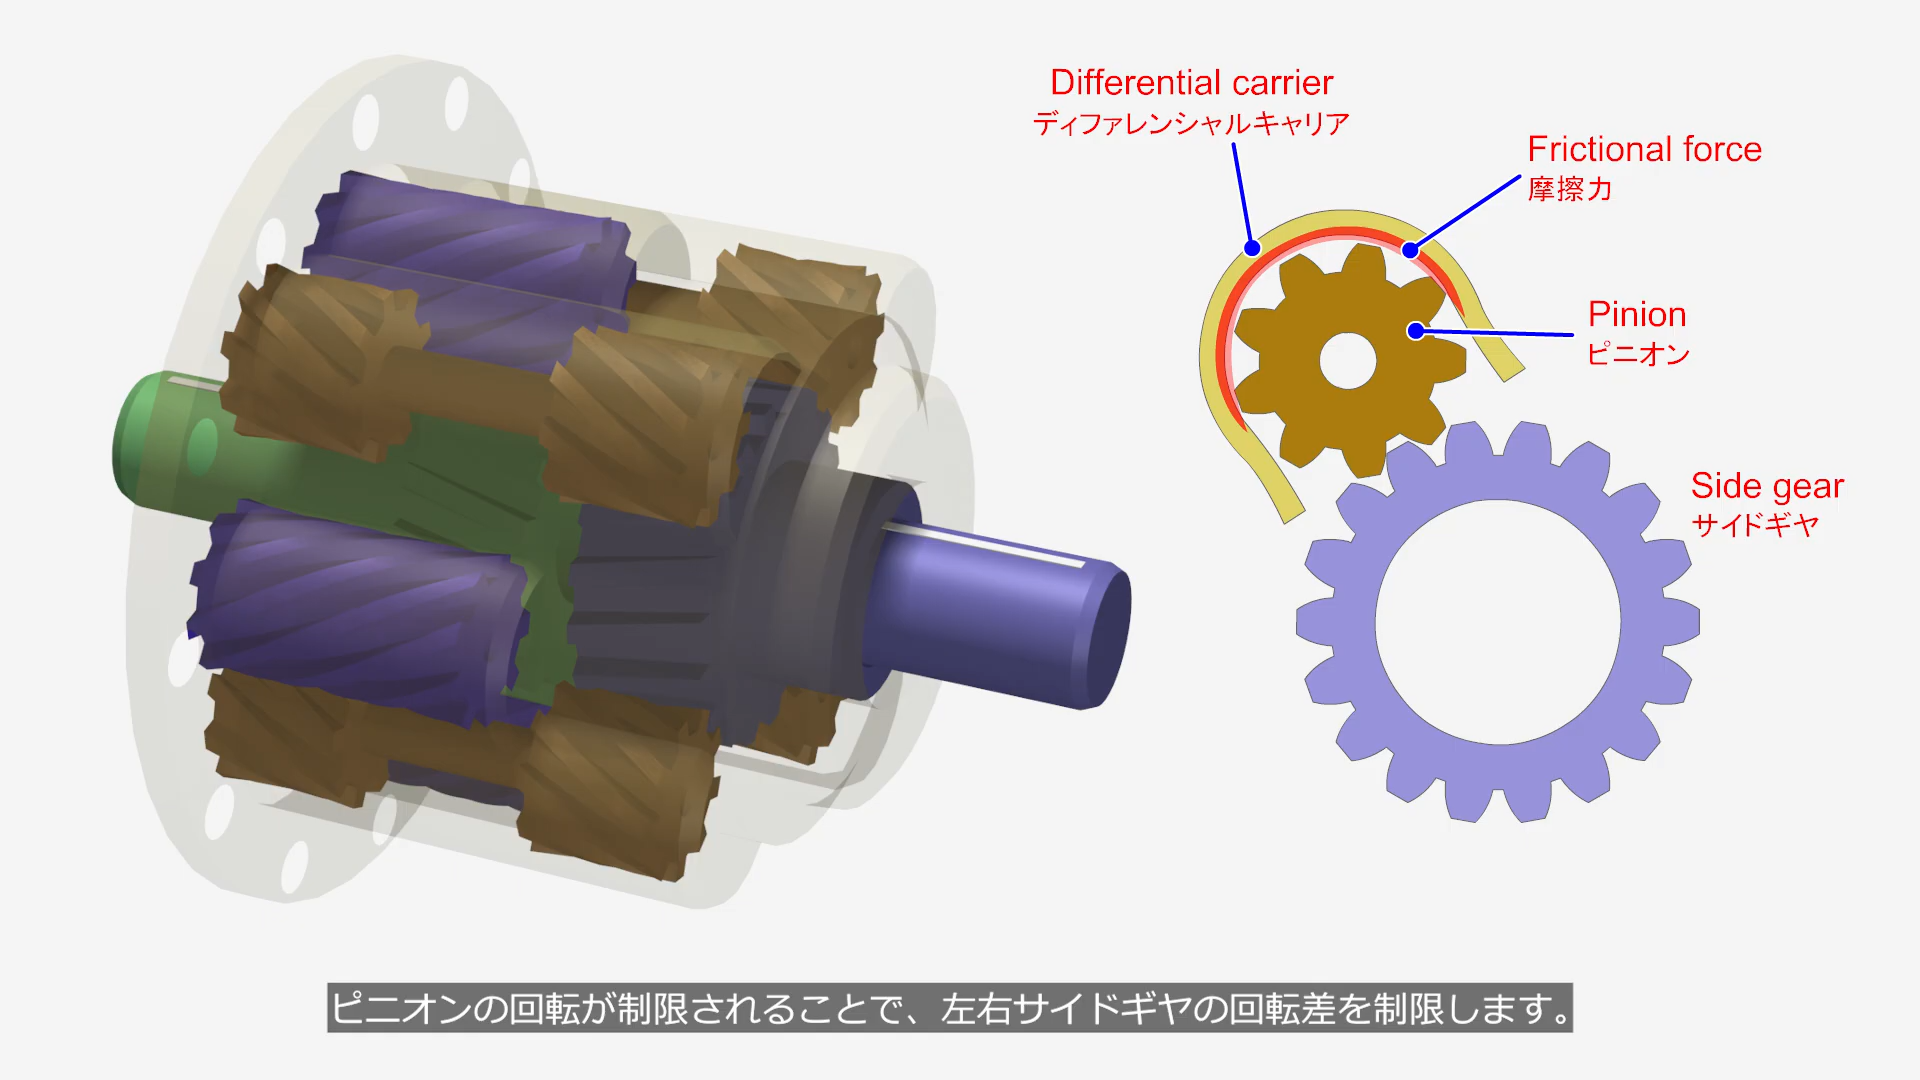 Differential carrier
ディファレンシャルキャリア
Frictional force
摩擦力
Pinion
ピニオン
Side gear
サイドギヤ
ピニオンの回転が制限されることで、左右サイドギヤの回転差を制限します。